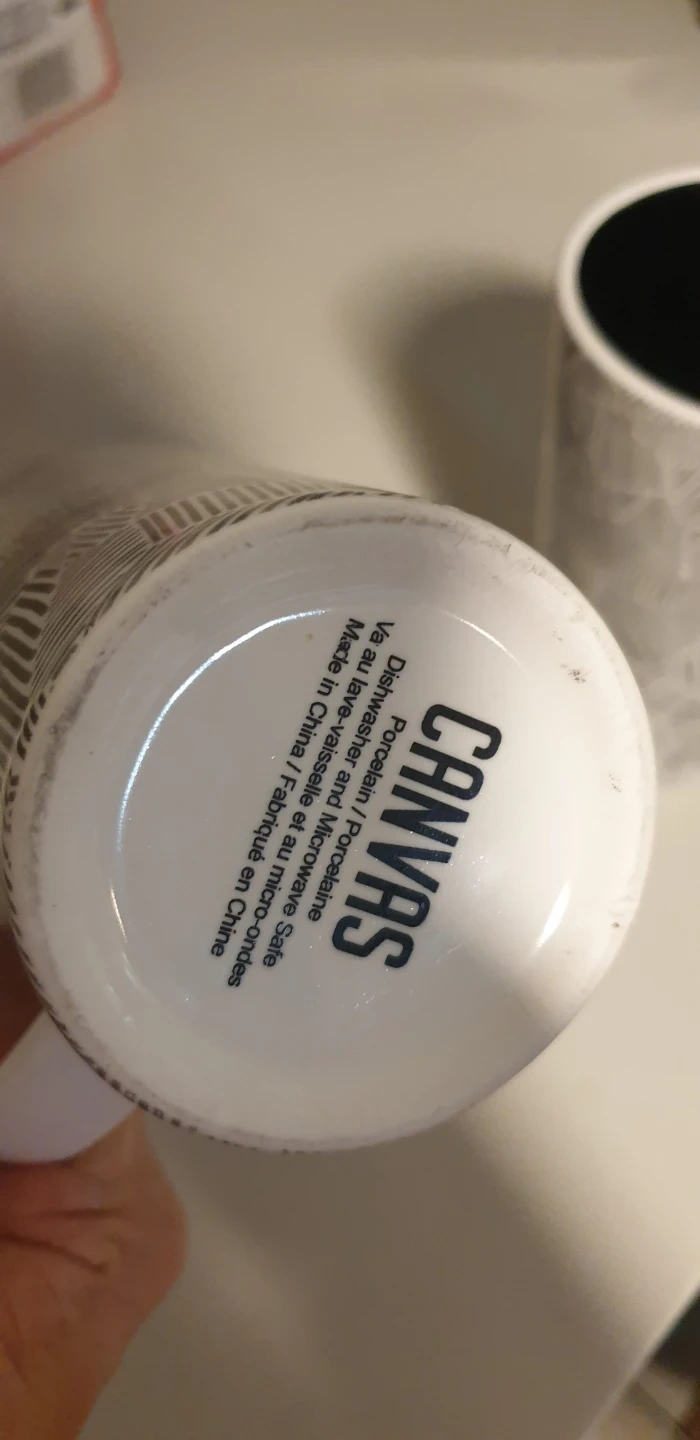 CANVAS
Porcelain / Porcelaine
Dishwasher and Microwave Safe
Va au lave-vaisselle et au micro-ondes
Made in China / Fabriqué en Chine